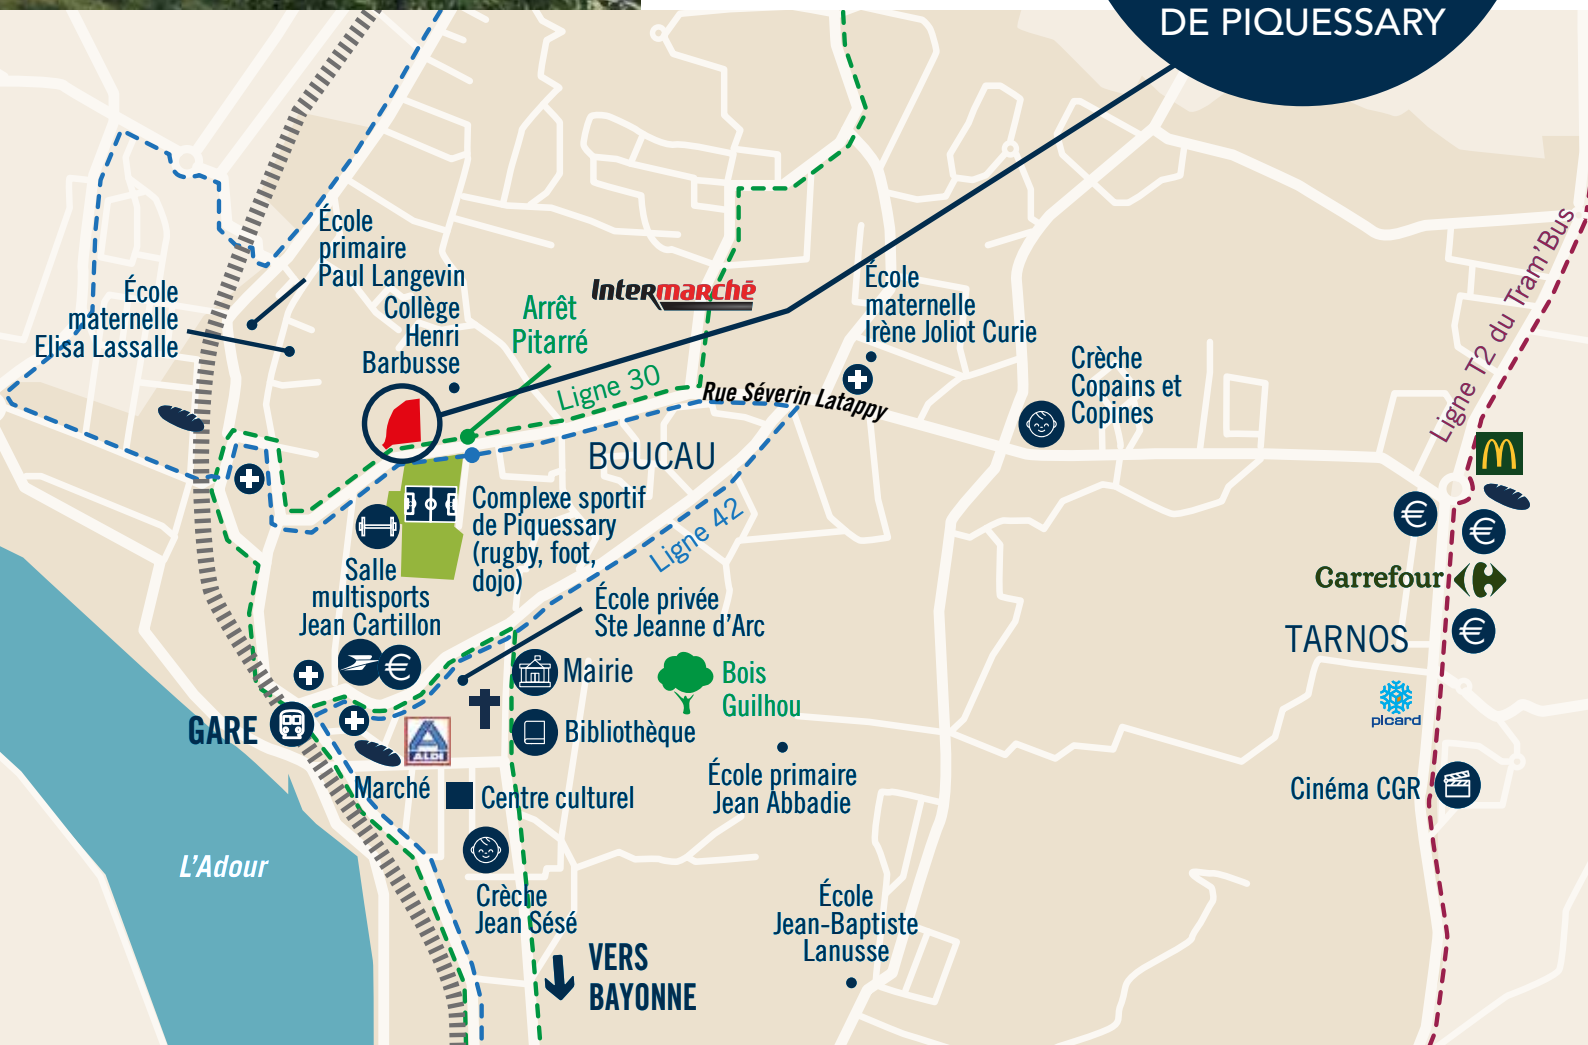 DE PIQUESSARY
École
primaire
Paul Langevin
École
maternelle
Elisa Lassalle
Collège
Henri
Barbusse
Arrêt
Pitarré
Intermarché
École
maternelle
Irène Joliot Curie
Crèche
Copains et
Copines
Ligne T2 du Tram'Bus
Ligne 30
Rue Séverin Latappy
BOUCAU
Complexe sportif
de Piquessary
(rugby, foot,
dojo)
Ligne 42
Salle
multisports
Jean Cartillon
École privée
Ste Jeanne d'Arc
Carrefour
TARNOS
€
€
€
€
Mairie
Bois
Guilhou
picard
GARE
Bibliothèque
ALDI
Marché
Centre culturel
École primaire
Jean Abbadie
Cinéma CGR
L'Adour
Crèche
Jean Sésé
École
Jean-Baptiste
Lanusse
VERS
BAYONNE